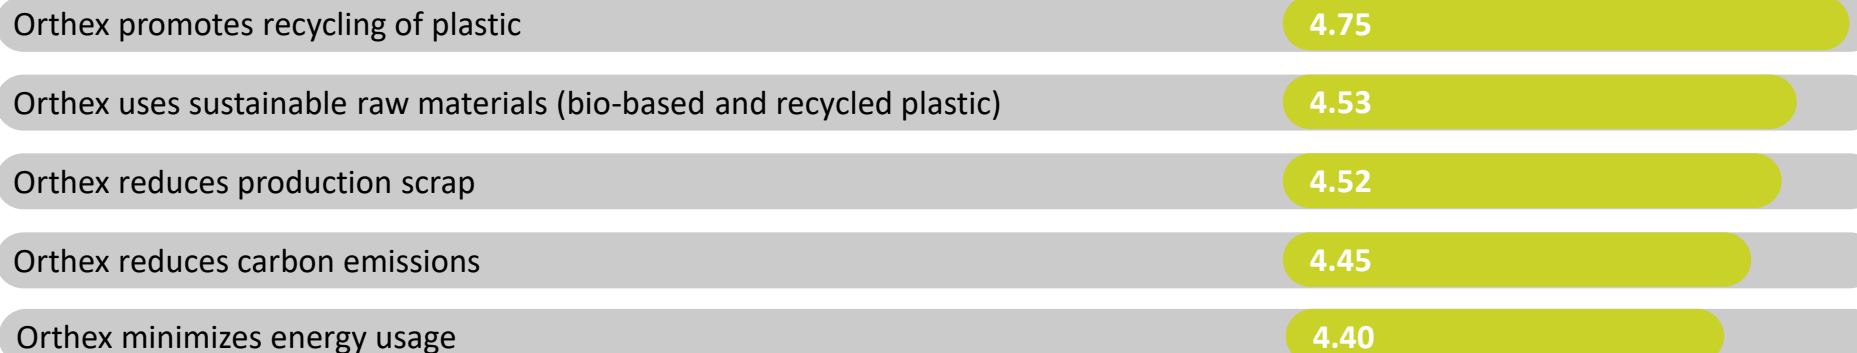 Orthex promotes recycling of plastic 4.75
Orthex uses sustainable raw materials (bio-based and recycled plastic) 4.53
Orthex reduces production scrap 4.52
Orthex reduces carbon emissions 4.45
Orthex minimizes energy usage 4.40